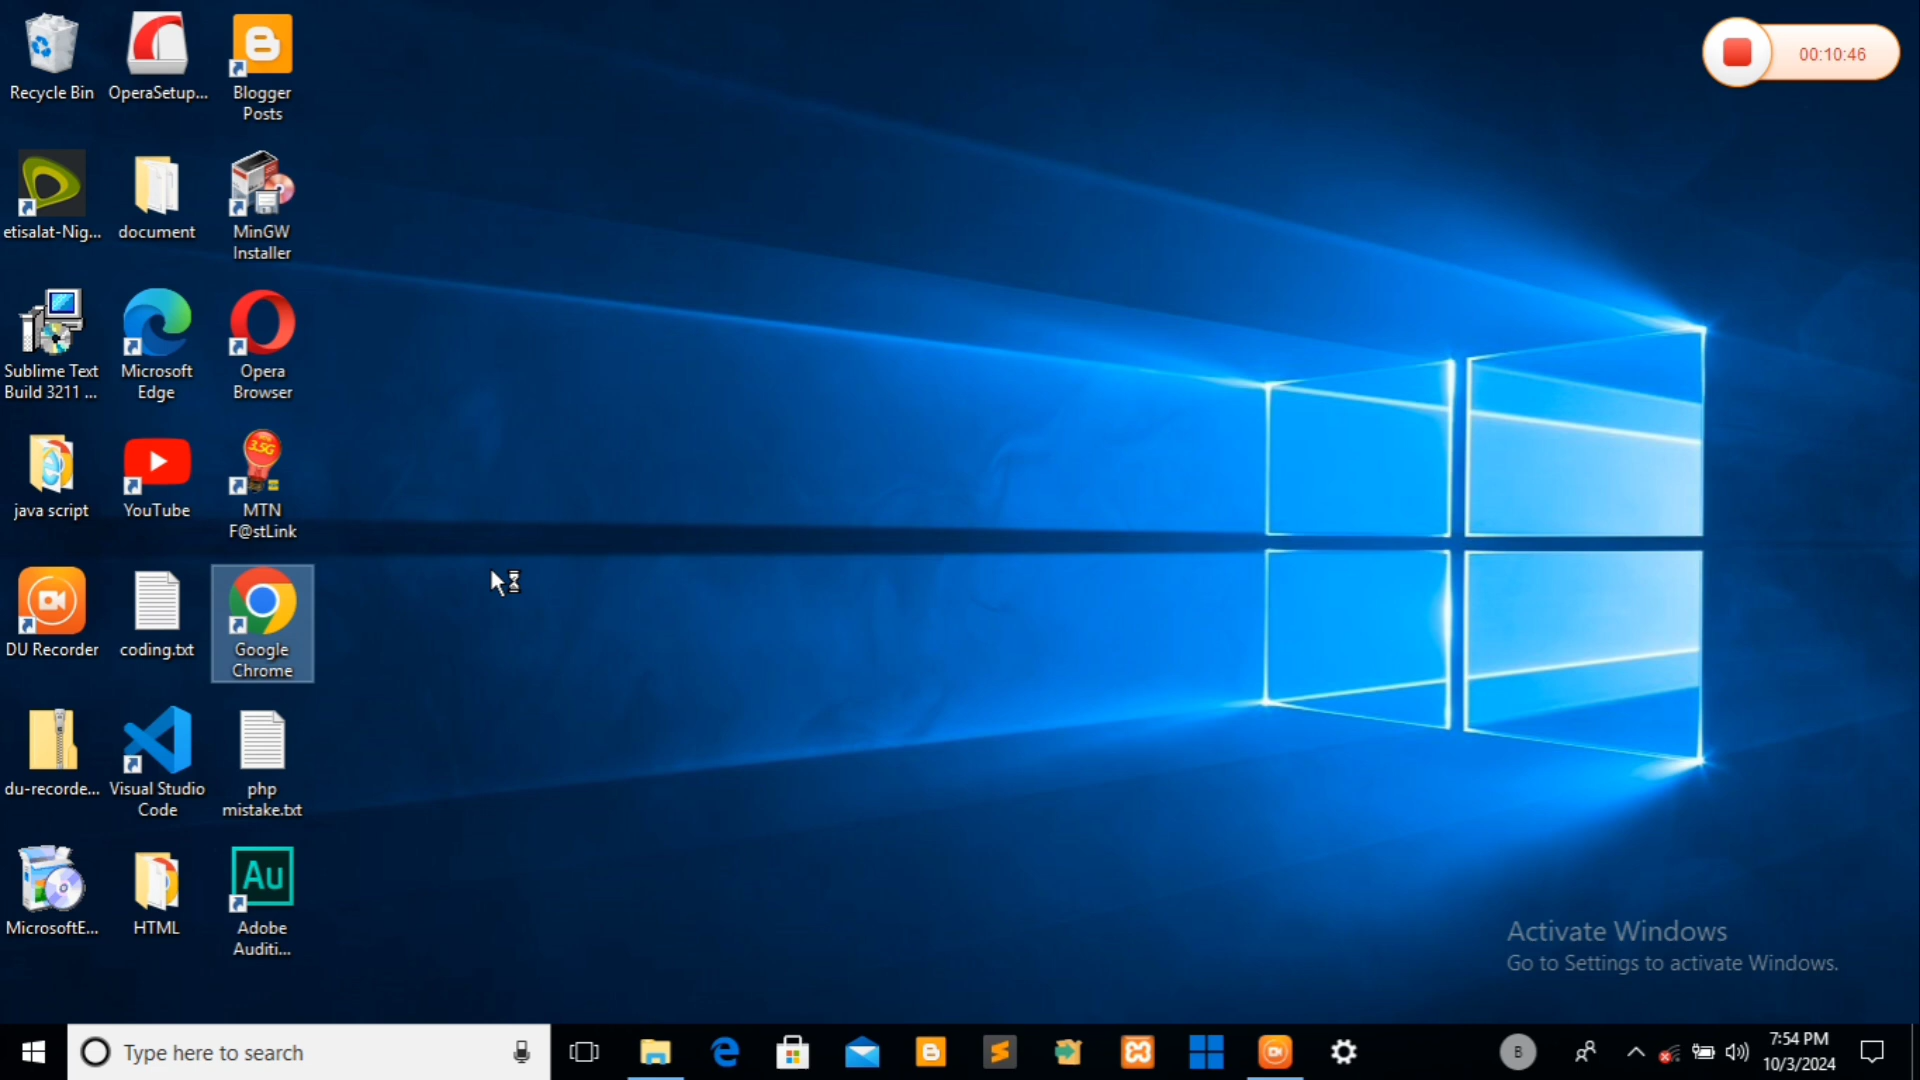 Recycle Bin
OperaSetup...
Blogger
Posts
00:10:46
etisalat-Nig...
document
MinGW
Installer
Sublime Text
Build 3211 ...
Microsoft
Edge
Opera
Browser
java script
YouTube
3.5G
MTN
F@stLink
DU Recorder
coding.txt
Google
Chrome
du-recorde...
Visual Studio
Code
php
mistake.txt
MicrosoftE...
HTML
Au
Adobe
Auditi...
Activate Windows
Go to Settings to activate Windows.
Type here to search
B
7:54 PM
10/3/2024